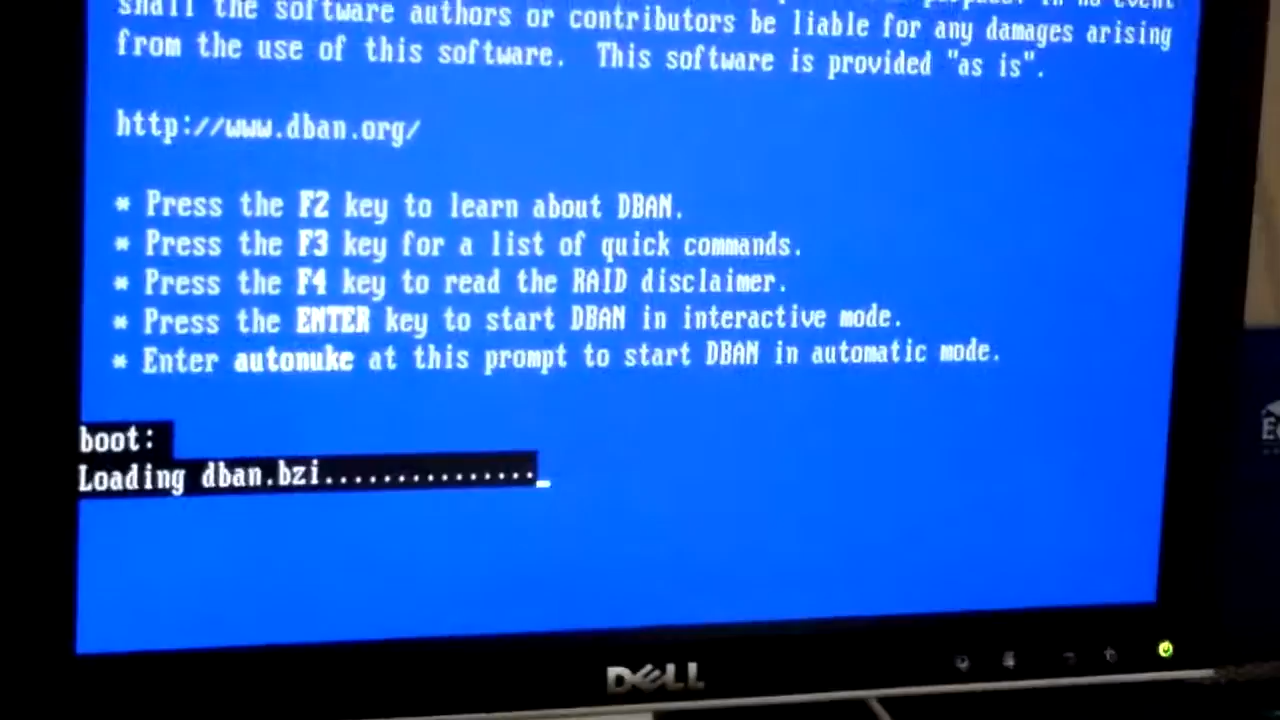 shall the software authors or contributors be liable for any damages arising
from the use of this software. This software is provided "as is".
http://www.dban.org/
* Press the F2 key to learn about DBAN.
* Press the F3 key for a list of quick commands.
* Press the F4 key to read the RAID disclaimer.
* Press the ENTER key to start DBAN in interactive mode.
* Enter autonuke at this prompt to start DBAN in automatic mode.
boot:
Loading dban.bzi...............
DELL